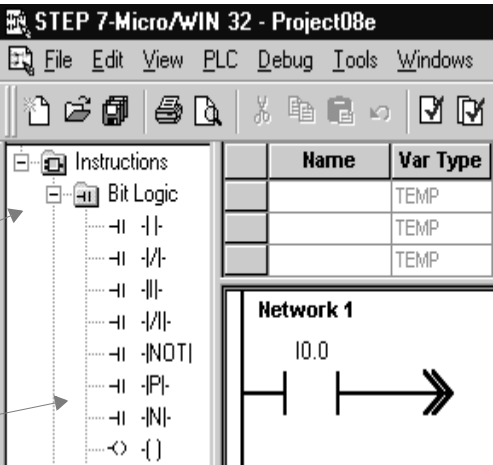 STEP 7-Micro/WIN 32 - Project08e
File Edit View PLC Debug Tools Windows
Instructions
Bit Logic
-| |-
-|/|-
-|I|-
-|/I|-
-|NOT|
-|P|-
-|N|-
-( )
Name Var Type
TEMP
TEMP
TEMP
Network 1
I0.0